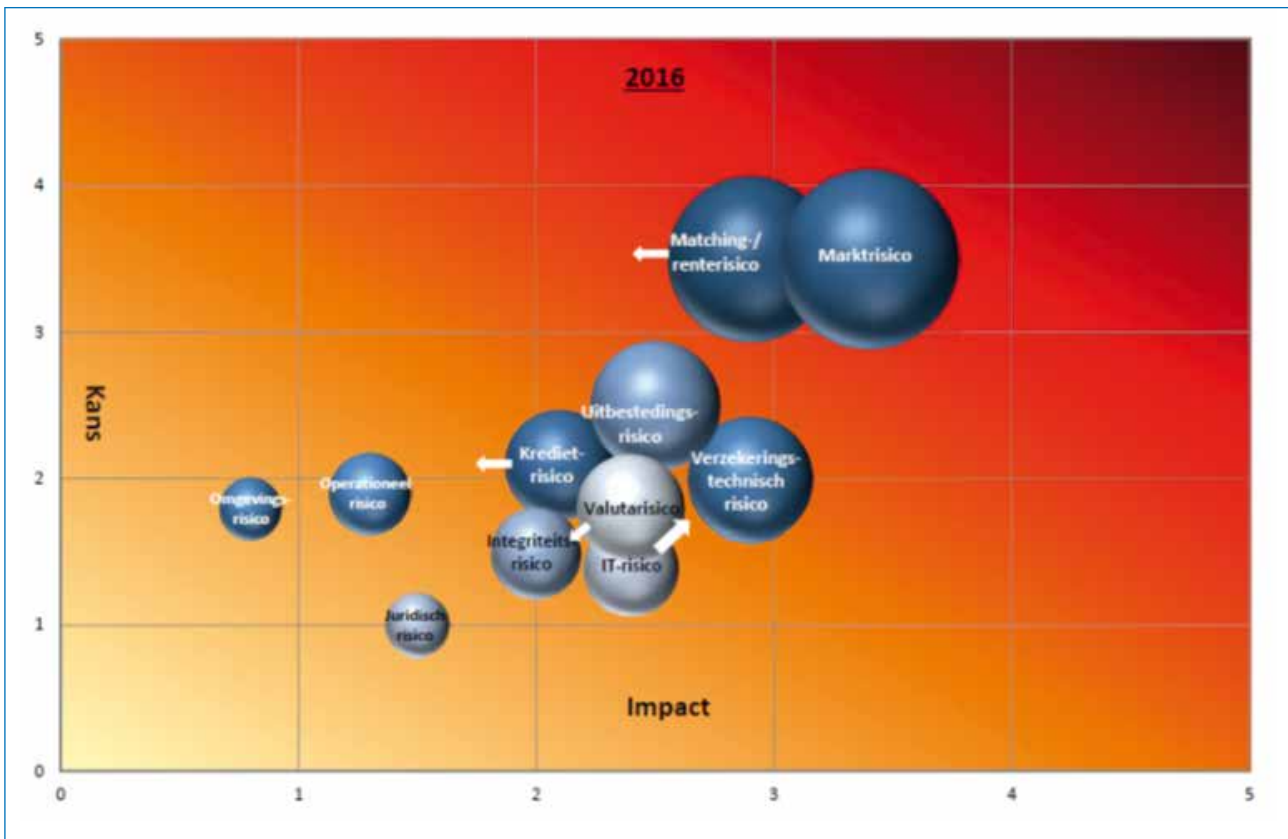 5
2016
4
Matching-/
renterisico
Marktrisico
3
Kans
Uitbestedings-
risico
Krediet-
risico
Verzekerings-
technisch
risico
2
Omgevings-
risico
Operationeel
risico
Valutarisico
Integriteits-
risico
IT-risico
1
Juridisch
risico
Impact
0
0 1 2 3 4 5